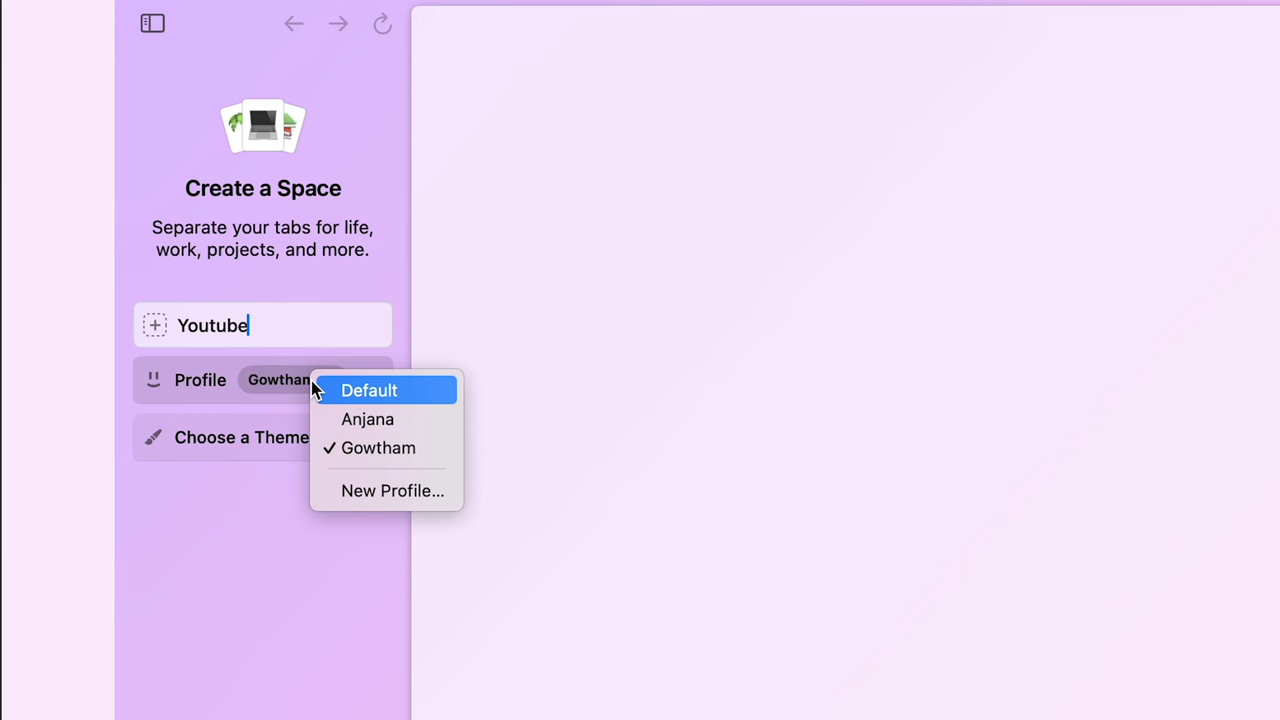 Create a Space
Separate your tabs for life,
work, projects, and more.
Youtube
Profile
Default
Anjana
Gowtham
New Profile...
Choose a Theme